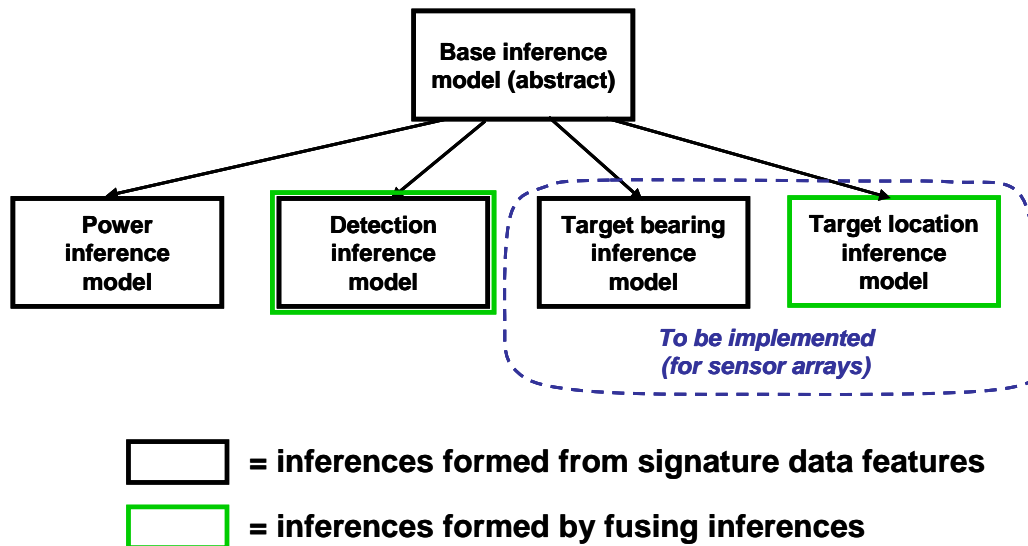 Base inference
model (abstract)
Power
inference
model
Detection
inference
model
Target bearing
inference
model
Target location
inference
model
To be implemented
(for sensor arrays)
= inferences formed from signature data features
= inferences formed by fusing inferences